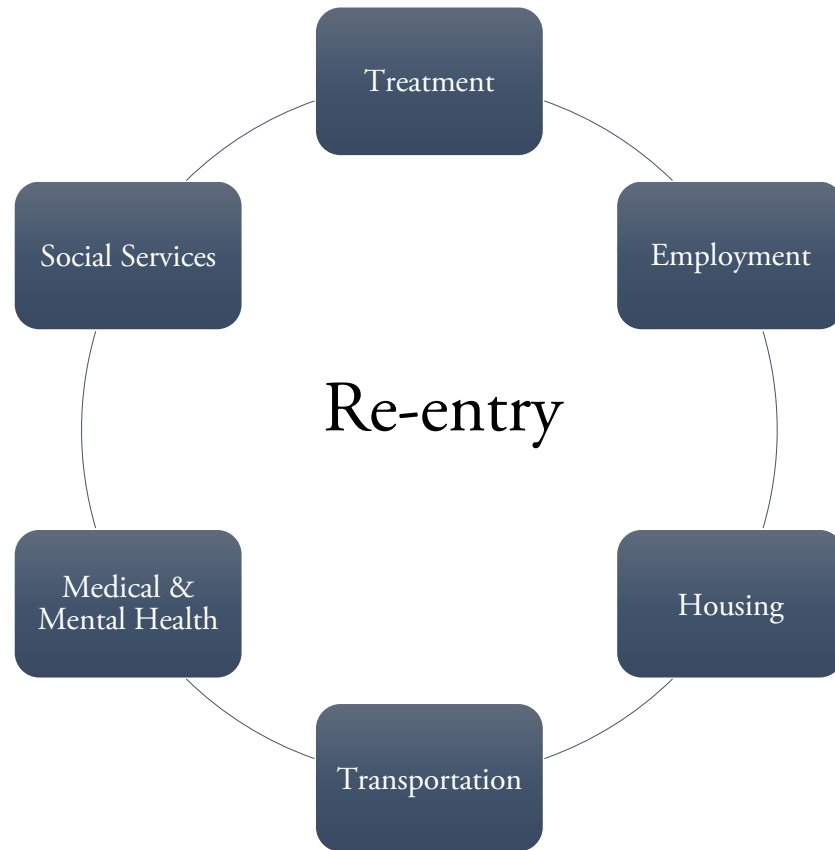 Treatment
Social Services
Employment
Re-entry
Medical &
Mental Health
Housing
Transportation